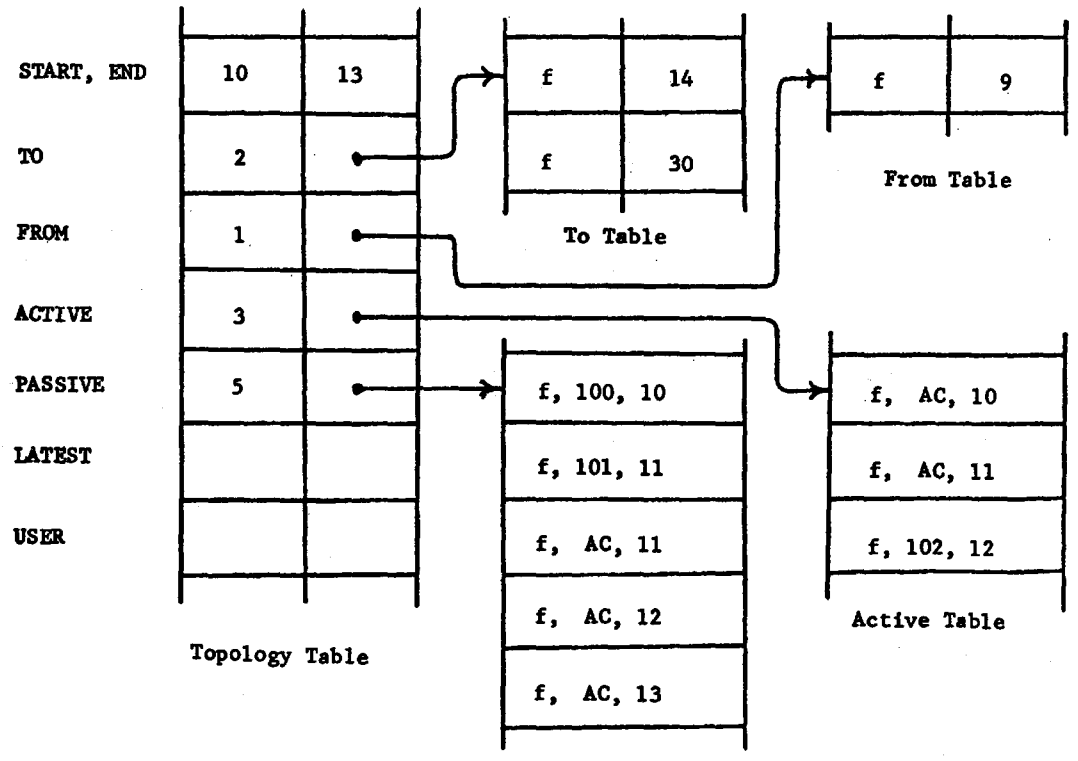 START, END 10 13
TO 2
FROM 1
ACTIVE 3
PASSIVE 5
LATEST
USER
Topology Table
f 14
f 30
To Table
f 9
From Table
f, 100, 10
f, 101, 11
f, AC, 11
f, AC, 12
f, AC, 13
f, AC, 10
f, AC, 11
f, 102, 12
Active Table